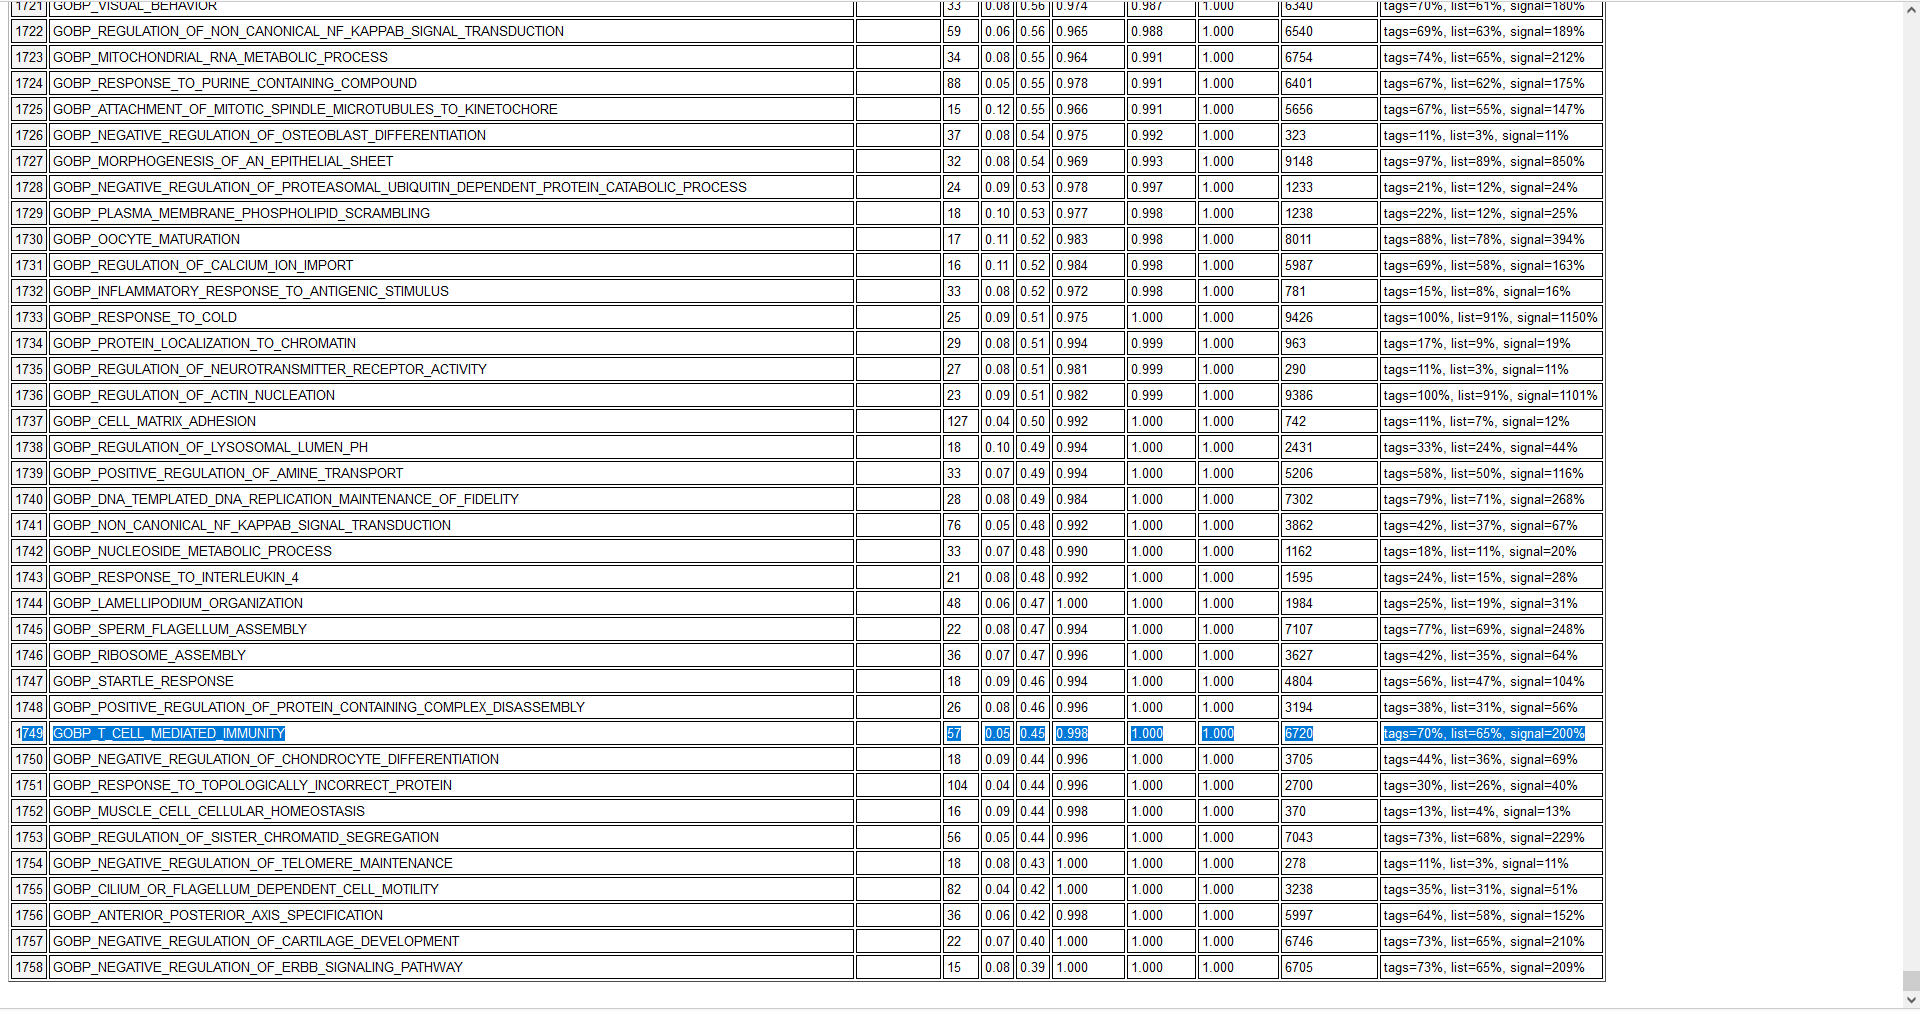 1721 GOBP_VISUAL_BEHAVIOR 33 0.08 0.56 0.974 0.987 1.000 6340 tags=70%, list=61%, signal=180%
1722 GOBP_REGULATION_OF_NON_CANONICAL_NF_KAPPAB_SIGNAL_TRANSDUCTION 59 0.06 0.56 0.965 0.988 1.000 6540 tags=69%, list=63%, signal=189%
1723 GOBP_MITOCHONDRIAL_RNA_METABOLIC_PROCESS 34 0.08 0.55 0.964 0.991 1.000 6754 tags=74%, list=65%, signal=212%
1724 GOBP_RESPONSE_TO_PURINE_CONTAINING_COMPOUND 88 0.05 0.55 0.978 0.991 1.000 6401 tags=67%, list=62%, signal=175%
1725 GOBP_ATTACHMENT_OF_MITOTIC_SPINDLE_MICROTUBULES_TO_KINETOCHORE 15 0.12 0.55 0.966 0.991 1.000 5656 tags=67%, list=55%, signal=147%
1726 GOBP_NEGATIVE_REGULATION_OF_OSTEOBLAST_DIFFERENTIATION 37 0.08 0.54 0.975 0.992 1.000 323 tags=11%, list=3%, signal=11%
1727 GOBP_MORPHOGENESIS_OF_AN_EPITHELIAL_SHEET 32 0.08 0.54 0.969 0.993 1.000 9148 tags=97%, list=89%, signal=850%
1728 GOBP_NEGATIVE_REGULATION_OF_PROTEASOMAL_UBIQUITIN_DEPENDENT_PROTEIN_CATABOLIC_PROCESS 24 0.09 0.53 0.978 0.997 1.000 1233 tags=21%, list=12%, signal=24%
1729 GOBP_PLASMA_MEMBRANE_PHOSPHOLIPID_SCRAMBLING 18 0.10 0.53 0.977 0.998 1.000 1238 tags=22%, list=12%, signal=25%
1730 GOBP_OOCYTE_MATURATION 17 0.11 0.52 0.983 0.998 1.000 8011 tags=88%, list=78%, signal=394%
1731 GOBP_REGULATION_OF_CALCIUM_ION_IMPORT 16 0.11 0.52 0.984 0.998 1.000 5987 tags=69%, list=58%, signal=163%
1732 GOBP_INFLAMMATORY_RESPONSE_TO_ANTIGENIC_STIMULUS 33 0.08 0.52 0.972 0.998 1.000 781 tags=15%, list=8%, signal=16%
1733 GOBP_RESPONSE_TO_COLD 25 0.09 0.51 0.975 1.000 1.000 9426 tags=100%, list=91%, signal=1150%
1734 GOBP_PROTEIN_LOCALIZATION_TO_CHROMATIN 29 0.08 0.51 0.994 0.999 1.000 963 tags=17%, list=9%, signal=19%
1735 GOBP_REGULATION_OF_NEUROTRANSMITTER_RECEPTOR_ACTIVITY 27 0.08 0.51 0.981 0.999 1.000 290 tags=11%, list=3%, signal=11%
1736 GOBP_REGULATION_OF_ACTIN_NUCLEATION 23 0.09 0.51 0.982 0.999 1.000 9386 tags=100%, list=91%, signal=1101%
1737 GOBP_CELL_MATRIX_ADHESION 127 0.04 0.50 0.992 1.000 1.000 742 tags=11%, list=7%, signal=12%
1738 GOBP_REGULATION_OF_LYSOSOMAL_LUMEN_PH 18 0.10 0.49 0.994 1.000 1.000 2431 tags=33%, list=24%, signal=44%
1739 GOBP_POSITIVE_REGULATION_OF_AMINE_TRANSPORT 33 0.07 0.49 0.994 1.000 1.000 5206 tags=58%, list=50%, signal=116%
1740 GOBP_DNA_TEMPLATED_DNA_REPLICATION_MAINTENANCE_OF_FIDELITY 28 0.08 0.49 0.984 1.000 1.000 7302 tags=79%, list=71%, signal=268%
1741 GOBP_NON_CANONICAL_NF_KAPPAB_SIGNAL_TRANSDUCTION 76 0.05 0.48 0.992 1.000 1.000 3862 tags=42%, list=37%, signal=67%
1742 GOBP_NUCLEOSIDE_METABOLIC_PROCESS 33 0.07 0.48 0.990 1.000 1.000 1162 tags=18%, list=11%, signal=20%
1743 GOBP_RESPONSE_TO_INTERLEUKIN_4 21 0.08 0.48 0.992 1.000 1.000 1595 tags=24%, list=15%, signal=28%
1744 GOBP_LAMELLIPODIUM_ORGANIZATION 48 0.06 0.47 1.000 1.000 1.000 1984 tags=25%, list=19%, signal=31%
1745 GOBP_SPERM_FLAGELLUM_ASSEMBLY 22 0.08 0.47 0.994 1.000 1.000 7107 tags=77%, list=69%, signal=248%
1746 GOBP_RIBOSOME_ASSEMBLY 36 0.07 0.47 0.996 1.000 1.000 3627 tags=42%, list=35%, signal=64%
1747 GOBP_STARTLE_RESPONSE 18 0.09 0.46 0.994 1.000 1.000 4804 tags=56%, list=47%, signal=104%
1748 GOBP_POSITIVE_REGULATION_OF_PROTEIN_CONTAINING_COMPLEX_DISASSEMBLY 26 0.08 0.46 0.996 1.000 1.000 3194 tags=38%, list=31%, signal=56%
1749 GOBP_T_CELL_MEDIATED_IMMUNITY 57 0.05 0.45 0.998 1.000 1.000 6720 tags=70%, list=65%, signal=200%
1750 GOBP_NEGATIVE_REGULATION_OF_CHONDROCYTE_DIFFERENTIATION 18 0.09 0.44 0.996 1.000 1.000 3705 tags=44%, list=36%, signal=69%
1751 GOBP_RESPONSE_TO_TOPOLOGICALLY_INCORRECT_PROTEIN 104 0.04 0.44 0.996 1.000 1.000 2700 tags=30%, list=26%, signal=40%
1752 GOBP_MUSCLE_CELL_CELLULAR_HOMEOSTASIS 16 0.09 0.44 0.998 1.000 1.000 370 tags=13%, list=4%, signal=13%
1753 GOBP_REGULATION_OF_SISTER_CHROMATID_SEGREGATION 56 0.05 0.44 0.996 1.000 1.000 7043 tags=73%, list=68%, signal=229%
1754 GOBP_NEGATIVE_REGULATION_OF_TELOMERE_MAINTENANCE 18 0.08 0.43 1.000 1.000 1.000 278 tags=11%, list=3%, signal=11%
1755 GOBP_CILIUM_OR_FLAGELLUM_DEPENDENT_CELL_MOTILITY 82 0.04 0.42 1.000 1.000 1.000 3238 tags=35%, list=31%, signal=51%
1756 GOBP_ANTERIOR_POSTERIOR_AXIS_SPECIFICATION 36 0.06 0.42 0.998 1.000 1.000 5997 tags=64%, list=58%, signal=152%
1757 GOBP_NEGATIVE_REGULATION_OF_CARTILAGE_DEVELOPMENT 22 0.07 0.40 1.000 1.000 1.000 6746 tags=73%, list=65%, signal=210%
1758 GOBP_NEGATIVE_REGULATION_OF_ERBB_SIGNALING_PATHWAY 15 0.08 0.39 1.000 1.000 1.000 6705 tags=73%, list=65%, signal=209%